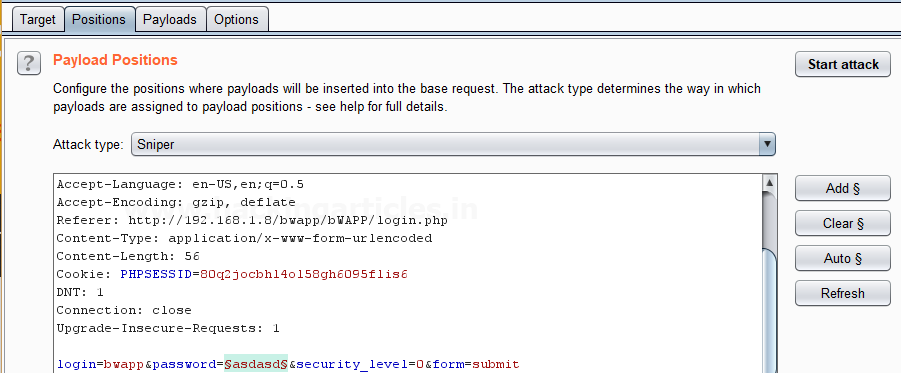 Target Positions Payloads Options
? Payload Positions
Start attack
Configure the positions where payloads will be inserted into the base request. The attack type determines the way in which
payloads are assigned to payload positions - see help for full details.
Attack type: Sniper
Accept-Language: en-US,en;q=0.5
Accept-Encoding: gzip, deflate
Referer: http://192.168.1.8/bwapp/bWAPP/login.php
Content-Type: application/x-www-form-urlencoded
Content-Length: 56
Cookie: PHPSESSID=80q2jocbhl4ol58gh6095flis6
DNT: 1
Connection: close
Upgrade-Insecure-Requests: 1
login=bwapp&password=§asdasd§&security_level=0&form=submit
Add §
Clear §
Auto §
Refresh